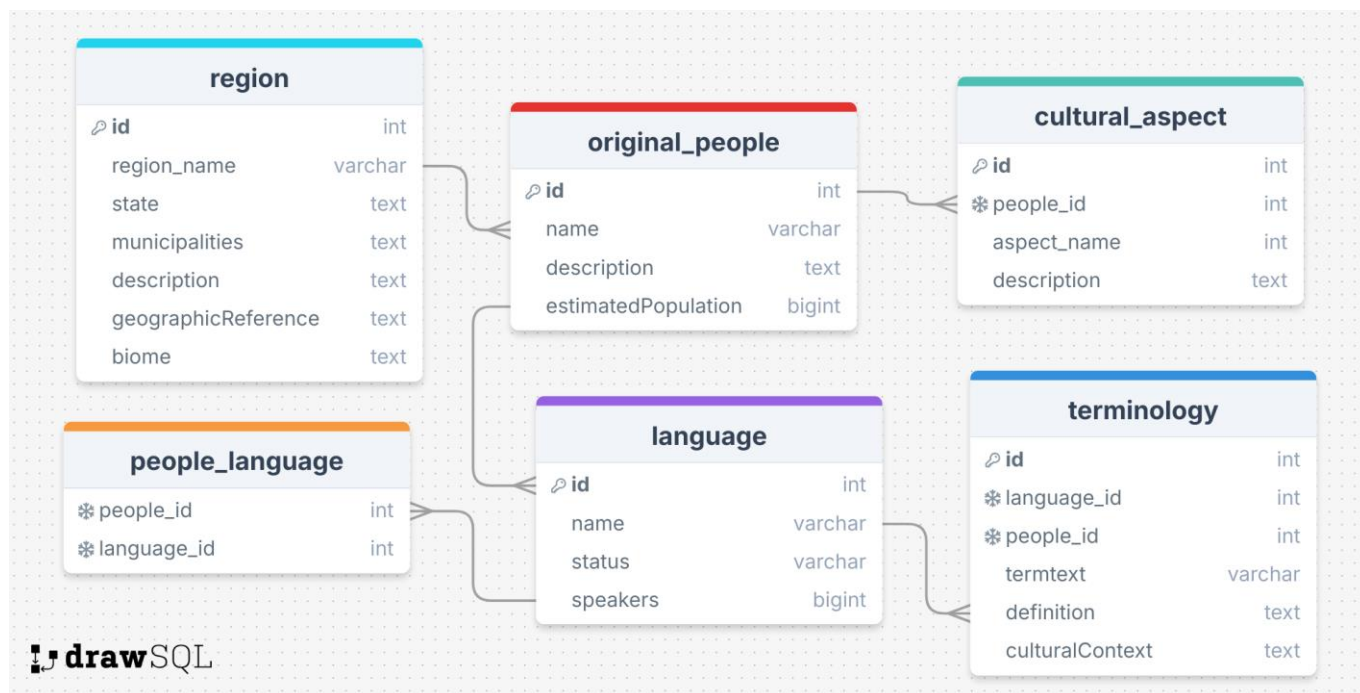 region
id int
region_name varchar
state text
municipalities text
description text
geographicReference text
biome text
original_people
id int
name varchar
description text
estimatedPopulation bigint
cultural_aspect
id int
people_id int
aspect_name int
description text
people_language
people_id int
language_id int
language
id int
name varchar
status varchar
speakers bigint
terminology
id int
language_id int
people_id int
termtext varchar
definition text
culturalContext text
drawSQL